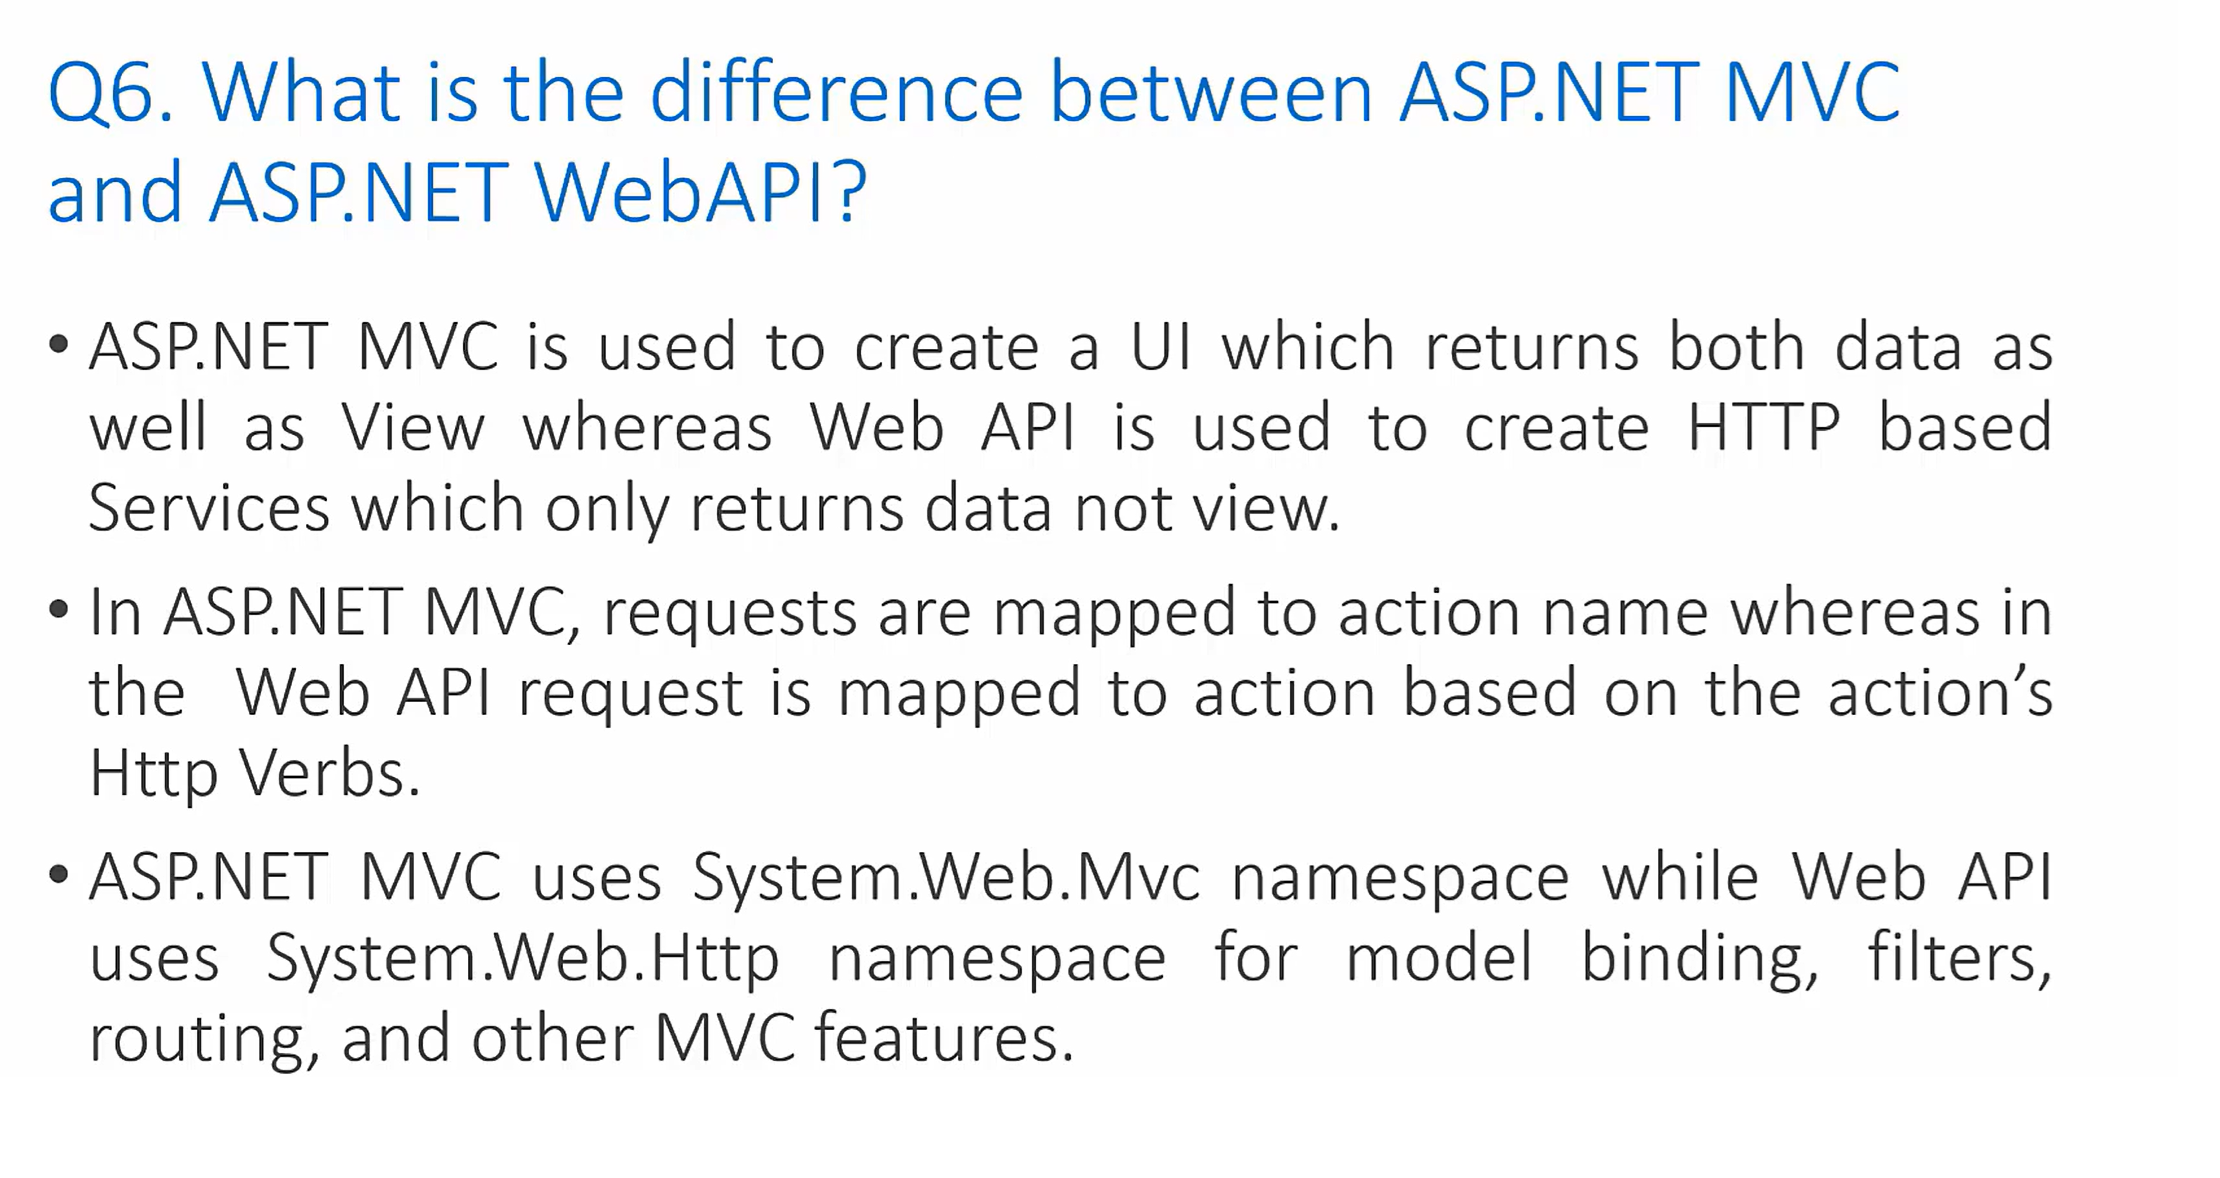 Q6. What is the difference between ASP.NET MVC
and ASP.NET WebAPI?
• ASP.NET MVC is used to create a UI which returns both data as
well as View whereas Web API is used to create HTTP based
Services which only returns data not view.
• In ASP.NET MVC, requests are mapped to action name whereas in
the Web API request is mapped to action based on the action’s
Http Verbs.
• ASP.NET MVC uses System.Web.Mvc namespace while Web API
uses System.Web.Http namespace for model binding, filters,
routing, and other MVC features.